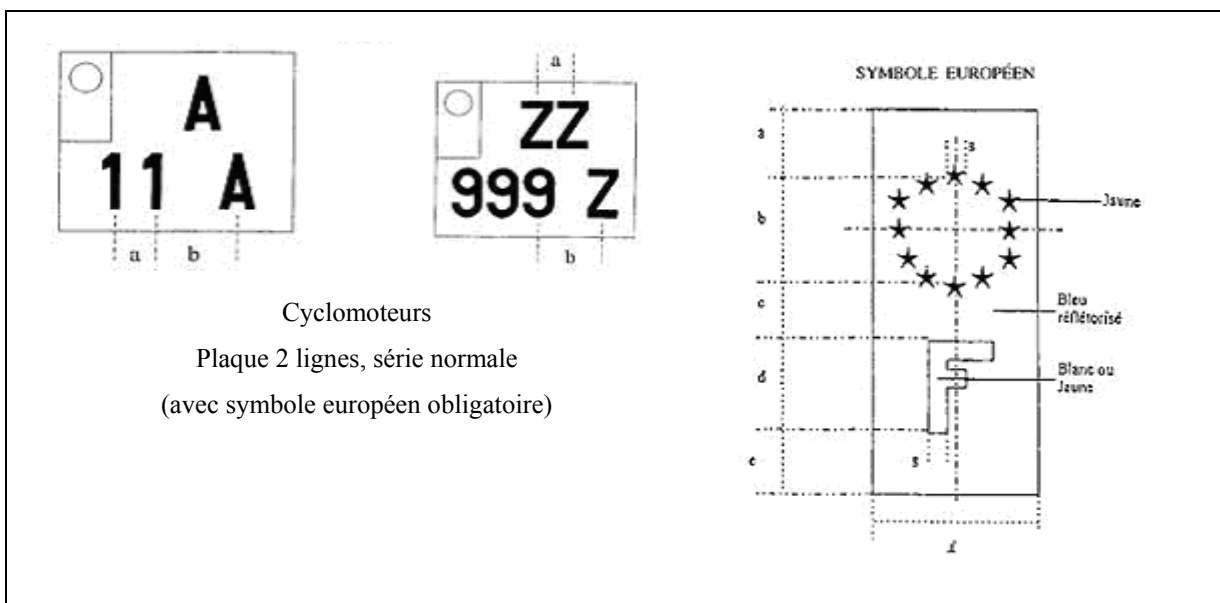 A
11 A
a b
a
ZZ
999 Z
b
Cyclomoteurs
Plaque 2 lignes, série normale
(avec symbole européen obligatoire)
SYMBOLE EUROPÉEN
a
s
Jaune
b
c
Bleu
réflétorisé
d
Blanc ou
Jaune
e
s
f